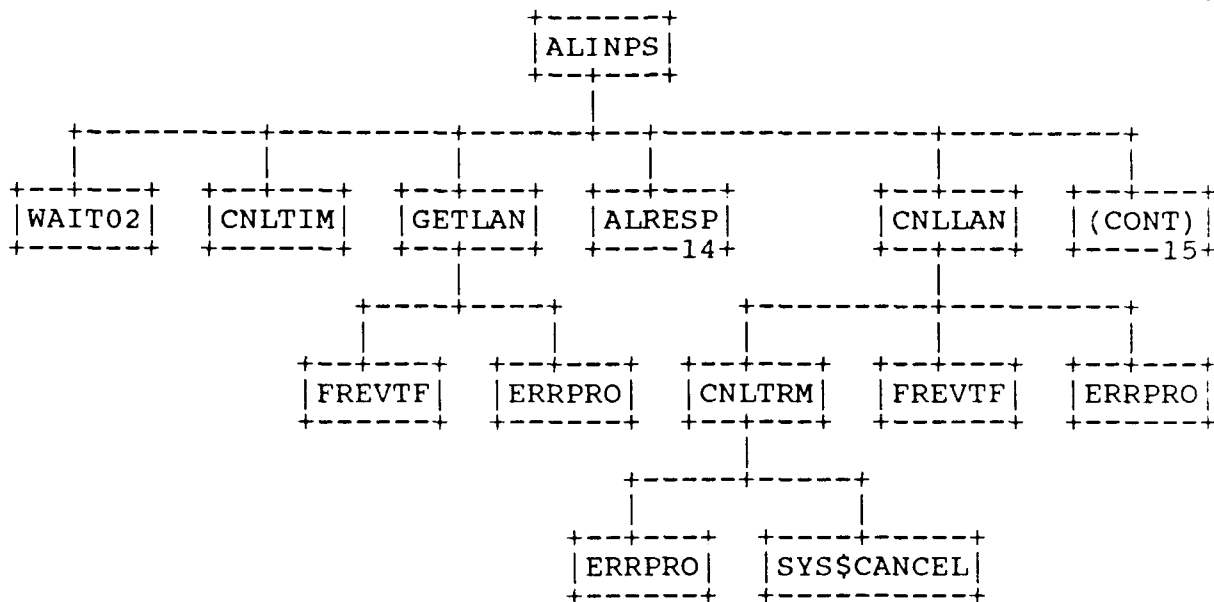 ALINPS
WAIT02 CNLTIM GETLAN ALRESP CNLLAN (CONT)
14 15
FREVTF ERRPRO CNLTRM FREVTF ERRPRO
ERRPRO SYS$CANCEL